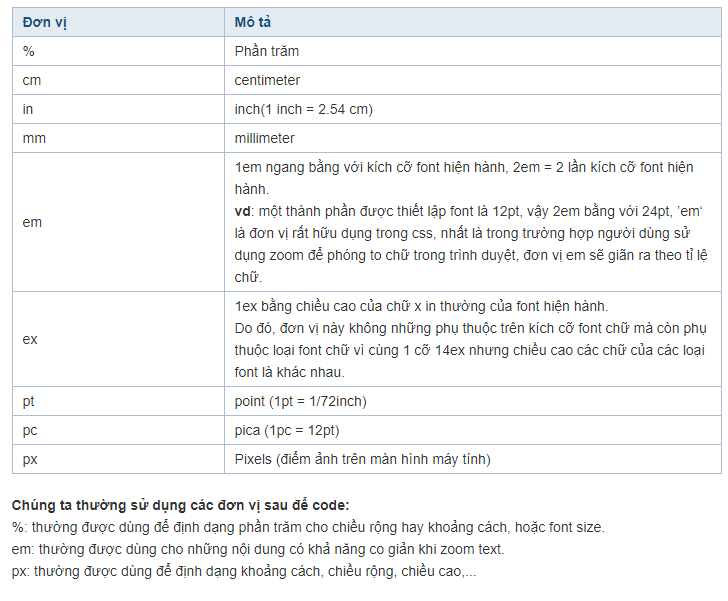 Đơn vị Mô tả
% Phần trăm
cm centimeter
in inch(1 inch = 2.54 cm)
mm millimeter
em
1em ngang bằng với kích cỡ font hiện hành, 2em = 2 lần kích cỡ font hiện
hành.
vd: một thành phần được thiết lập font là 12pt, vậy 2em bằng với 24pt, 'em‘
là đơn vị rất hữu dụng trong css, nhất là trong trường hợp người dùng sử
dụng zoom để phóng to chữ trong trình duyệt, đơn vị em sẽ giãn ra theo tỉ lệ
chữ.
ex
1ex bằng chiều cao của chữ x in thường của font hiện hành.
Do đó, đơn vị này không những phụ thuộc trên kích cỡ font chữ mà còn phụ
thuộc loại font chữ vì cùng 1 cỡ 14ex nhưng chiều cao các chữ của các loại
font là khác nhau.
pt point (1pt = 1/72inch)
pc pica (1pc = 12pt)
px Pixels (điểm ảnh trên màn hình máy tính)
Chúng ta thường sử dụng các đơn vị sau để code:
%: thường được dùng để định dạng phần trăm cho chiều rộng hay khoảng cách, hoặc font size.
em: thường được dùng cho những nội dung có khả năng co giản khi zoom text.
px: thường được dùng để định dạng khoảng cách, chiều rộng, chiều cao,...